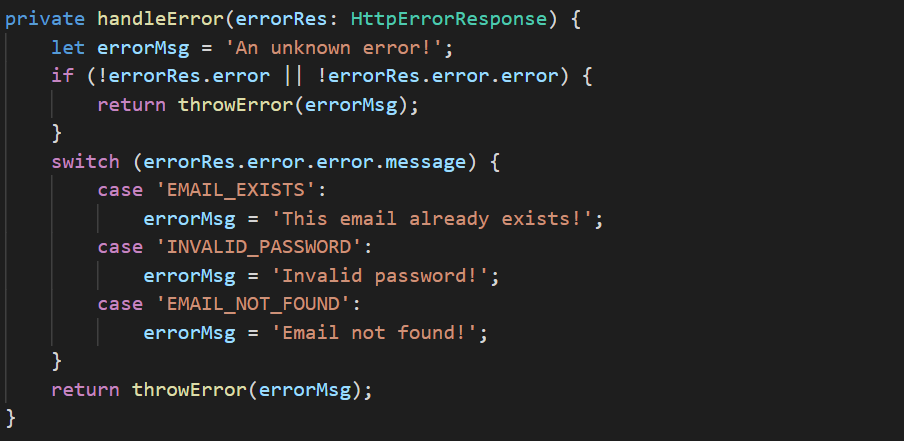 private handleError(errorRes: HttpErrorResponse) {
    let errorMsg = 'An unknown error!';
    if (!errorRes.error || !errorRes.error.error) {
        return throwError(errorMsg);
    }
    switch (errorRes.error.error.message) {
        case 'EMAIL_EXISTS':
            errorMsg = 'This email already exists!';
        case 'INVALID_PASSWORD':
            errorMsg = 'Invalid password!';
        case 'EMAIL_NOT_FOUND':
            errorMsg = 'Email not found!';
    }
    return throwError(errorMsg);
}